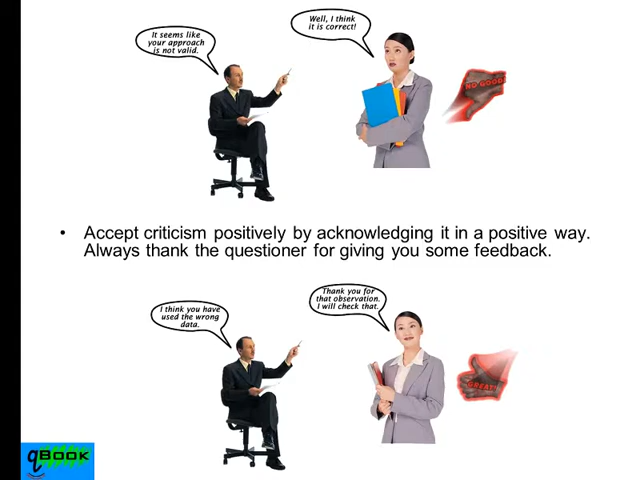 It seems like
your approach
is not valid.
Well, I think
it is correct!
NO GOOD!
• Accept criticism positively by acknowledging it in a positive way.
Always thank the questioner for giving you some feedback.
I think you have
used the wrong
data.
Thank you for
that observation.
I will check that.
GREAT!
qBOOK